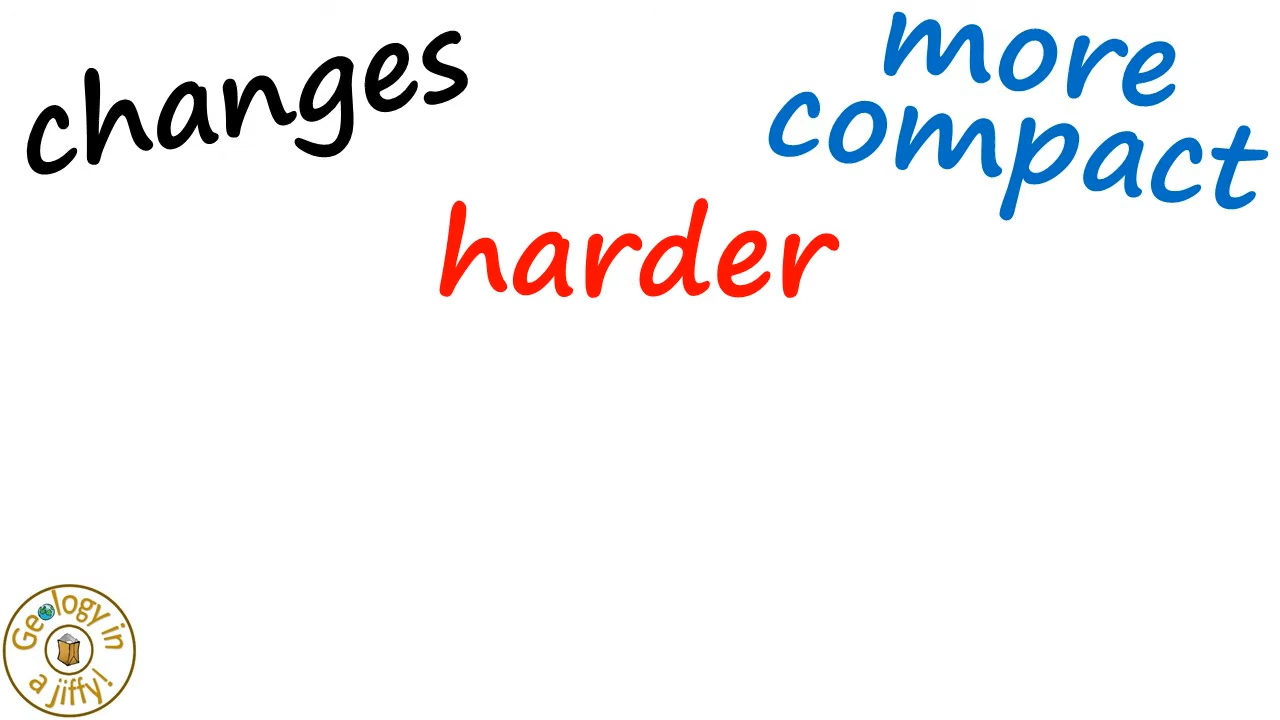 changes
more
compact
harder
Geology in
a jiffy!